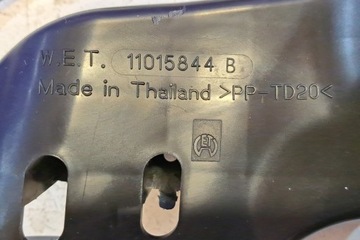 W.E.T. 11015844 B
Made in Thailand >PP-TD20<